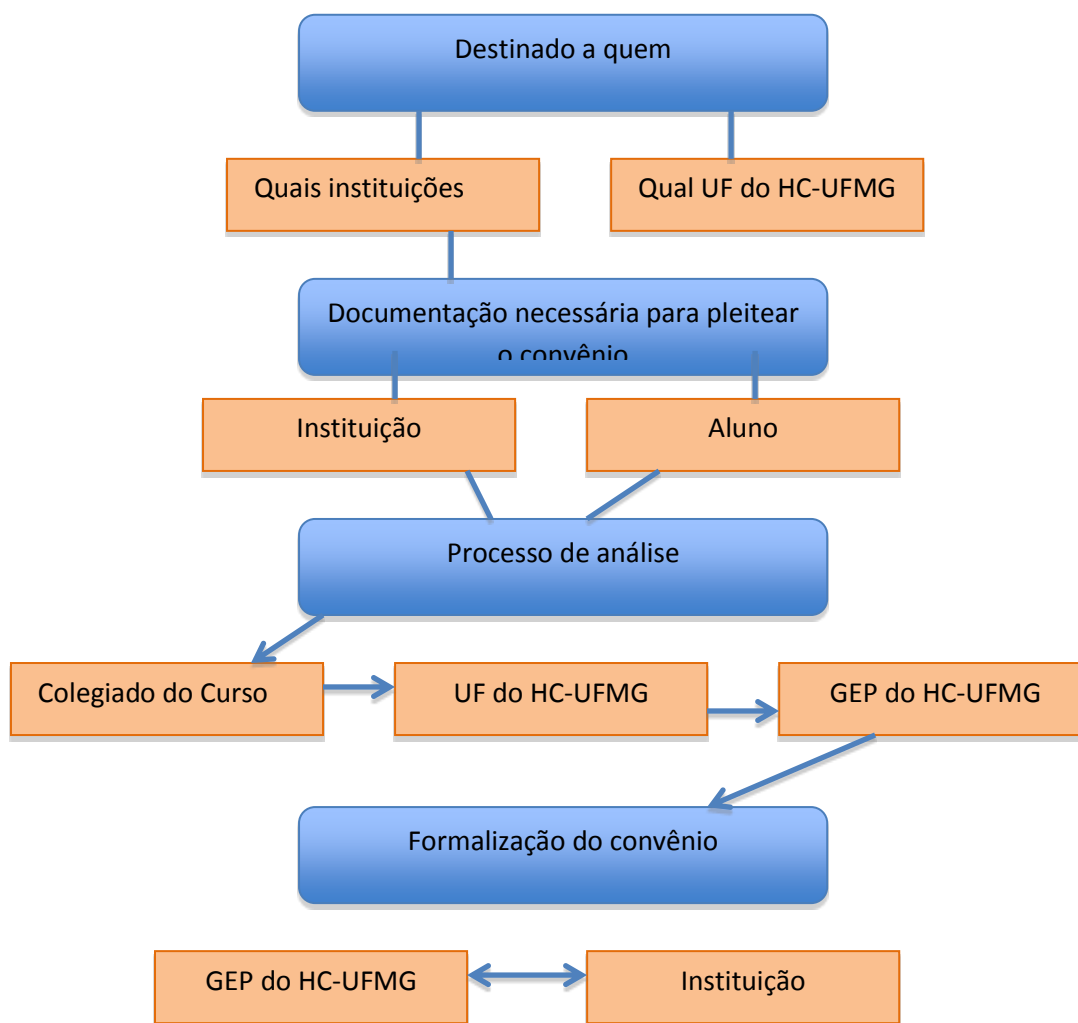 Destinado a quem
Quais instituições
Qual UF do HC-UFMG
Documentação necessária para pleitear
o convênio
Instituição
Aluno
Processo de análise
Colegiado do Curso
UF do HC-UFMG
GEP do HC-UFMG
Formalização do convênio
GEP do HC-UFMG
Instituição